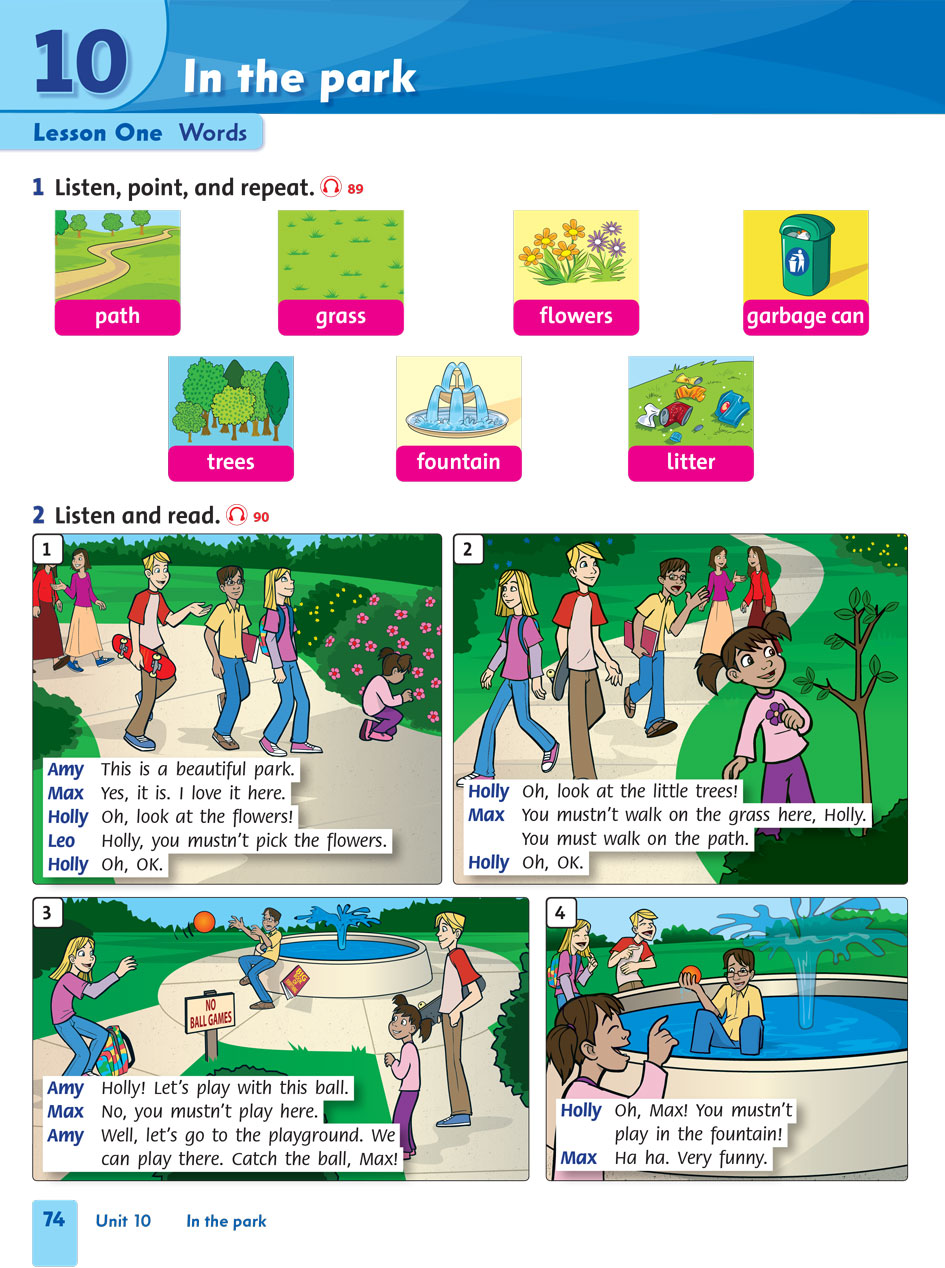 10
In the park
Lesson One Words
1 Listen, point, and repeat. 89
path
grass
flowers
garbage can
trees
fountain
litter
2 Listen and read. 90
1
Amy This is a beautiful park.
Max Yes, it is. I love it here.
Holly Oh, look at the flowers!
Leo Holly, you mustn't pick the flowers.
Holly Oh, OK.
2
Holly Oh, look at the little trees!
Max You mustn't walk on the grass here, Holly.
You must walk on the path.
Holly Oh, OK.
3
NO
BALL GAMES
Amy Holly! Let's play with this ball.
Max No, you mustn't play here.
Amy Well, let's go to the playground. We
can play there. Catch the ball, Max!
4
Holly Oh, Max! You mustn't
play in the fountain!
Max Ha ha. Very funny.
74 Unit 10 In the park